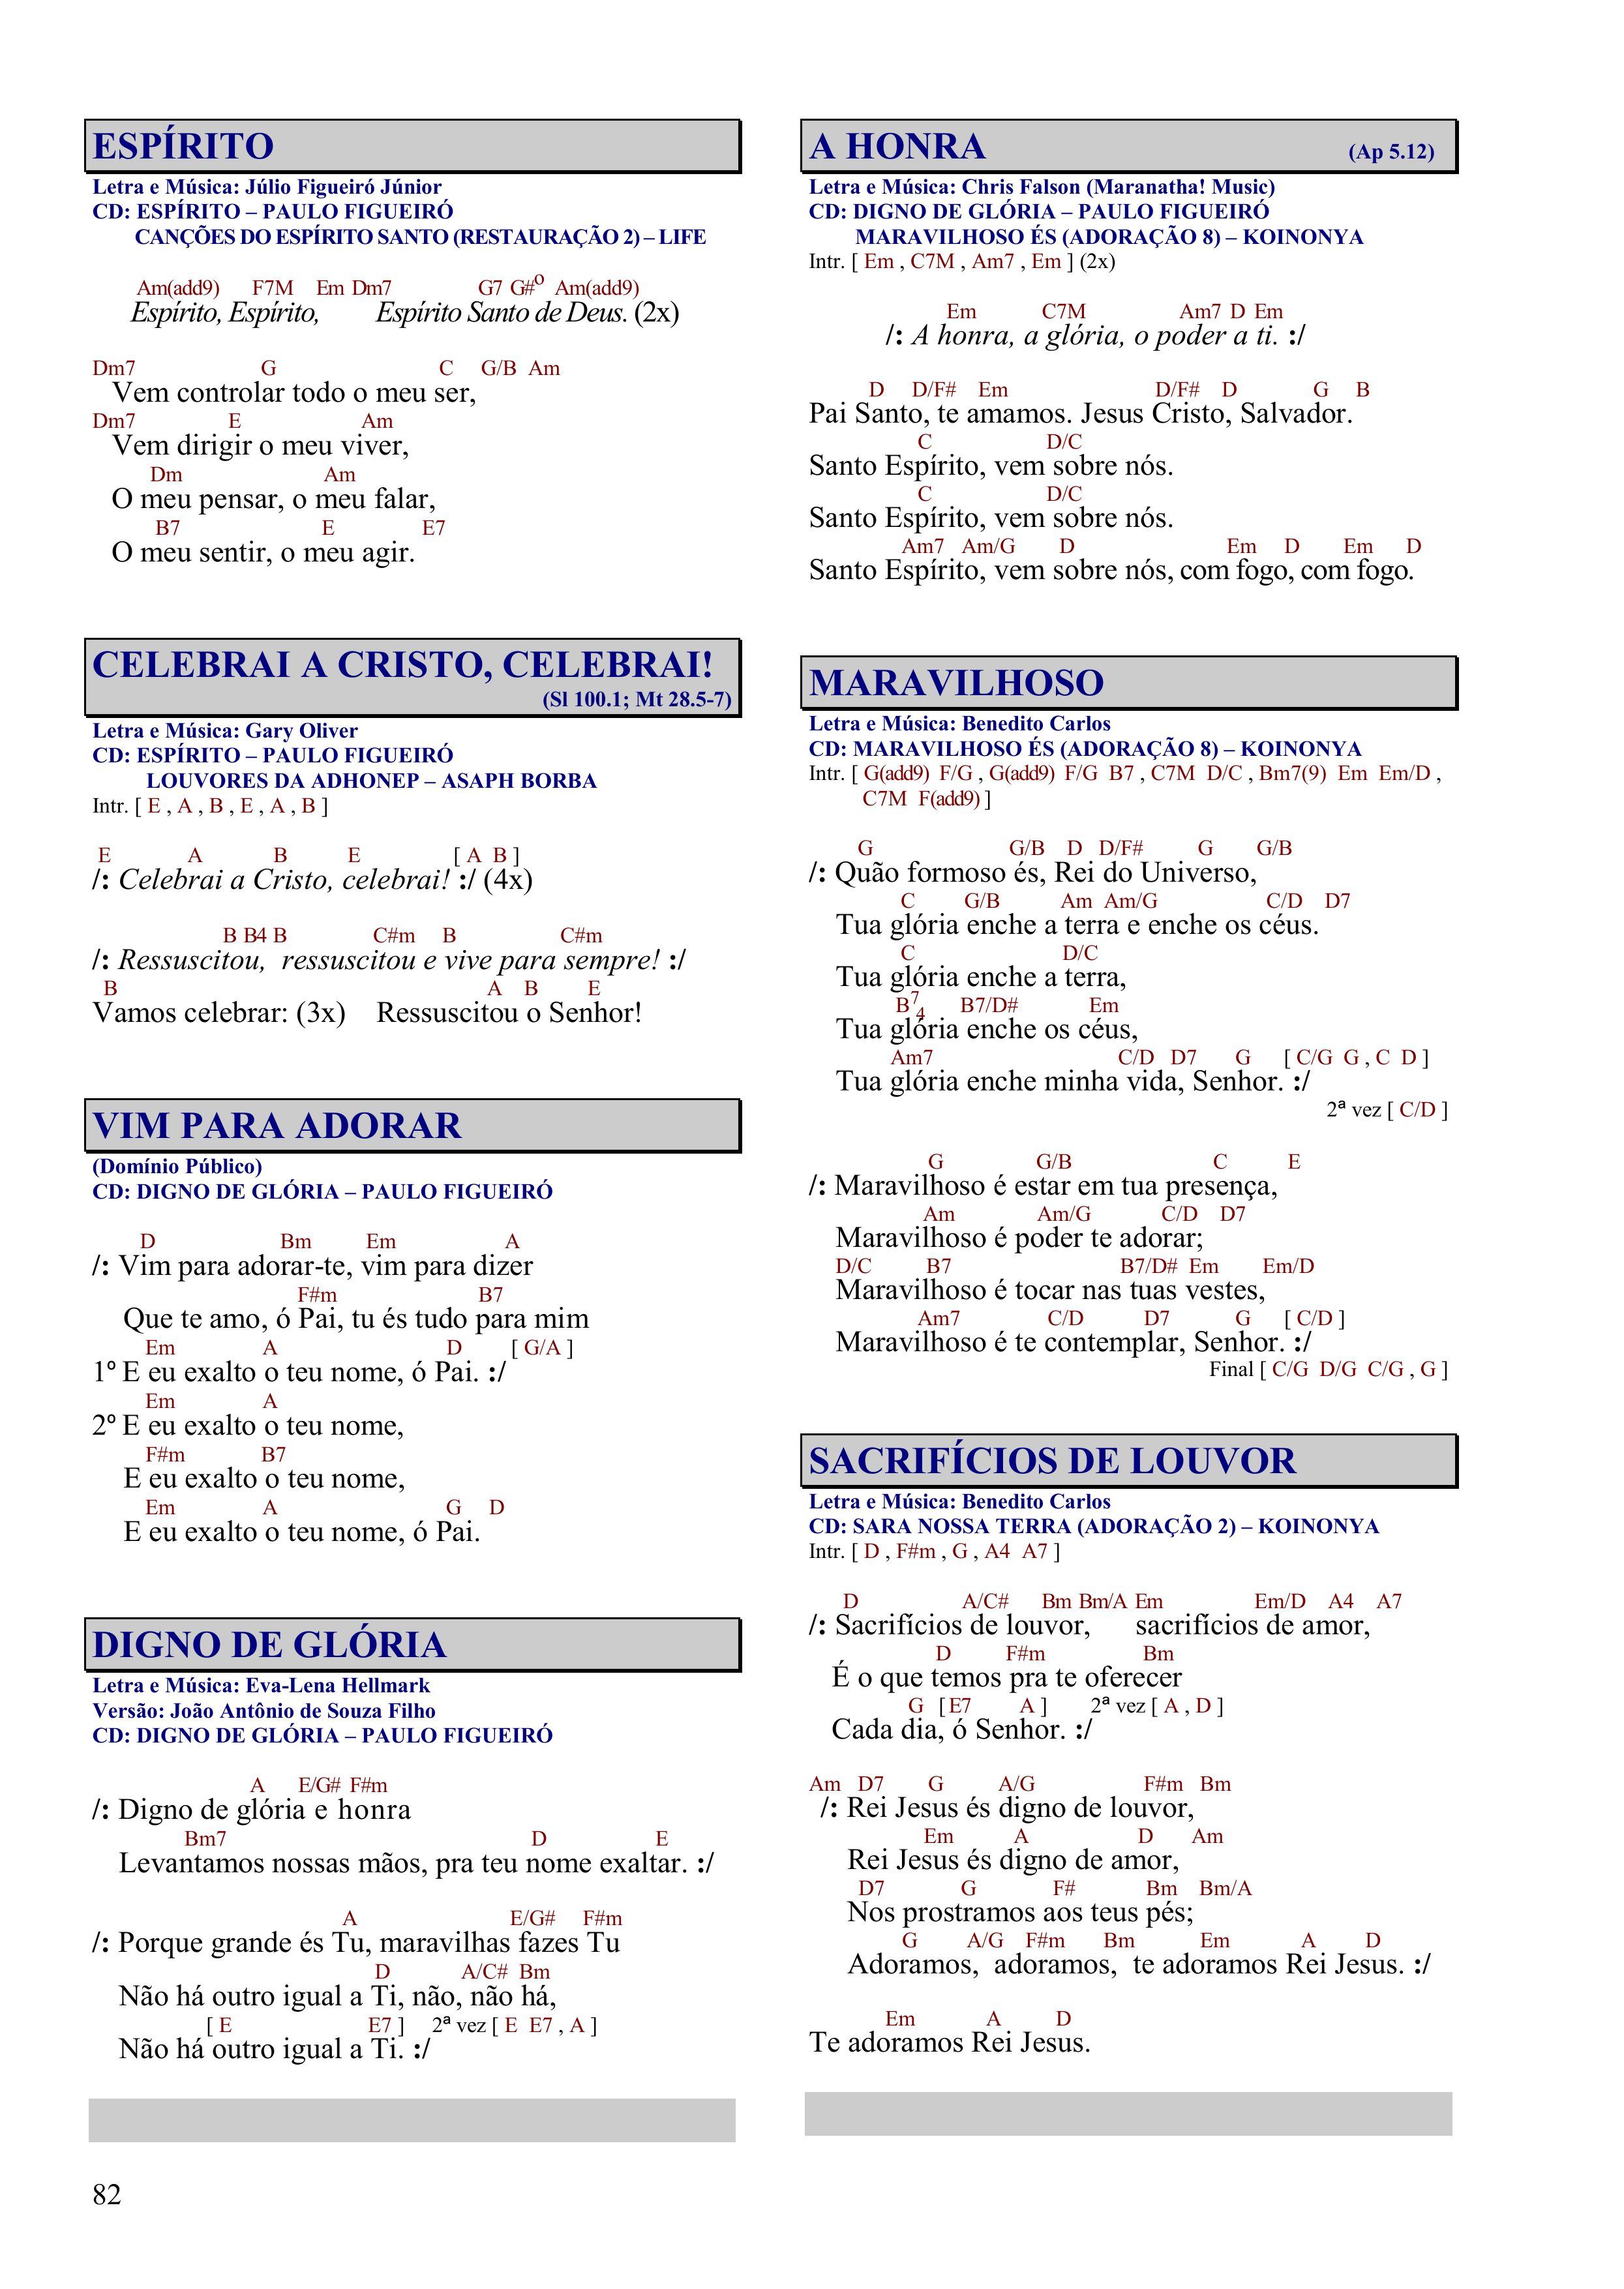 ESPÍRITO
Letra e Música: Júlio Figueiró Júnior
CD: ESPÍRITO – PAULO FIGUEIRÓ
CANÇÕES DO ESPÍRITO SANTO (RESTAURAÇÃO 2) – LIFE
Am(add9) F7M Em Dm7 G7 G#º Am(add9)
Espírito, Espírito, Espírito Santo de Deus. (2x)
Dm7 G C G/B Am
Vem controlar todo o meu ser,
Dm7 E Am
Vem dirigir o meu viver,
Dm Am
O meu pensar, o meu falar,
B7 E E7
O meu sentir, o meu agir.
CELEBRAI A CRISTO, CELEBRAI!
(Sl 100.1; Mt 28.5-7)
Letra e Música: Gary Oliver
CD: ESPÍRITO – PAULO FIGUEIRÓ
LOUVORES DA ADHONEP – ASAPH BORBA
Intr. [ E , A , B , E , A , B ]
E A B E [ A B ]
/: Celebrai a Cristo, celebrai! :/ (4x)
B B4 B C#m B C#m
/: Ressuscitou, ressuscitou e vive para sempre! :/
B A B E
Vamos celebrar: (3x) Ressuscitou o Senhor!
VIM PARA ADORAR
(Domínio Público)
CD: DIGNO DE GLÓRIA – PAULO FIGUEIRÓ
D Bm Em A
/: Vim para adorar-te, vim para dizer
F#m B7
Que te amo, ó Pai, tu és tudo para mim
Em A D [ G/A ]
1º E eu exalto o teu nome, ó Pai. :/
Em A
2º E eu exalto o teu nome,
F#m B7
E eu exalto o teu nome,
Em A G D
E eu exalto o teu nome, ó Pai.
DIGNO DE GLÓRIA
Letra e Música: Eva-Lena Hellmark
Versão: João Antônio de Souza Filho
CD: DIGNO DE GLÓRIA – PAULO FIGUEIRÓ
A E/G# F#m
/: Digno de glória e honra
Bm7 D E
Levantamos nossas mãos, pra teu nome exaltar. :/
A E/G# F#m
/: Porque grande és Tu, maravilhas fazes Tu
D A/C# Bm
Não há outro igual a Ti, não, não há,
[ E E7 ] 2ª vez [ E E7 , A ]
Não há outro igual a Ti. :/
82
A HONRA (Ap 5.12)
Letra e Música: Chris Falson (Maranatha! Music)
CD: DIGNO DE GLÓRIA – PAULO FIGUEIRÓ
MARAVILHOSO ÉS (ADORAÇÃO 8) – KOINONYA
Intr. [ Em , C7M , Am7 , Em ] (2x)
Em C7M Am7 D Em
/: A honra, a glória, o poder a ti. :/
D D/F# Em D/F# D G B
Pai Santo, te amamos. Jesus Cristo, Salvador.
C D/C
Santo Espírito, vem sobre nós.
C D/C
Santo Espírito, vem sobre nós.
Am7 Am/G D Em D Em D
Santo Espírito, vem sobre nós, com fogo, com fogo.
MARAVILHOSO
Letra e Música: Benedito Carlos
CD: MARAVILHOSO ÉS (ADORAÇÃO 8) – KOINONYA
Intr. [ G(add9) F/G , G(add9) F/G B7 , C7M D/C , Bm7(9) Em Em/D ,
C7M F(add9) ]
G G/B D D/F# G G/B
/: Quão formoso és, Rei do Universo,
C G/B Am Am/G C/D D7
Tua glória enche a terra e enche os céus.
C D/C
Tua glória enche a terra,
B74 B7/D# Em
Tua glória enche os céus,
Am7 C/D D7 G [ C/G G , C D ]
Tua glória enche minha vida, Senhor. :/
2ª vez [ C/D ]
G G/B C E
/: Maravilhoso é estar em tua presença,
Am Am/G C/D D7
Maravilhoso é poder te adorar;
D/C B7 B7/D# Em Em/D
Maravilhoso é tocar nas tuas vestes,
Am7 C/D D7 G [ C/D ]
Maravilhoso é te contemplar, Senhor. :/
Final [ C/G D/G C/G , G ]
SACRIFÍCIOS DE LOUVOR
Letra e Música: Benedito Carlos
CD: SARA NOSSA TERRA (ADORAÇÃO 2) – KOINONYA
Intr. [ D , F#m , G , A4 A7 ]
D A/C# Bm Bm/A Em Em/D A4 A7
/: Sacrifícios de louvor, sacrifícios de amor,
D F#m Bm
É o que temos pra te oferecer
G [ E7 A ] 2ª vez [ A , D ]
Cada dia, ó Senhor. :/
Am D7 G A/G F#m Bm
/: Rei Jesus és digno de louvor,
Em A D Am
Rei Jesus és digno de amor,
D7 G F# Bm Bm/A
Nos prostramos aos teus pés;
G A/G F#m Bm Em A D
Adoramos, adoramos, te adoramos Rei Jesus. :/
Em A D
Te adoramos Rei Jesus.